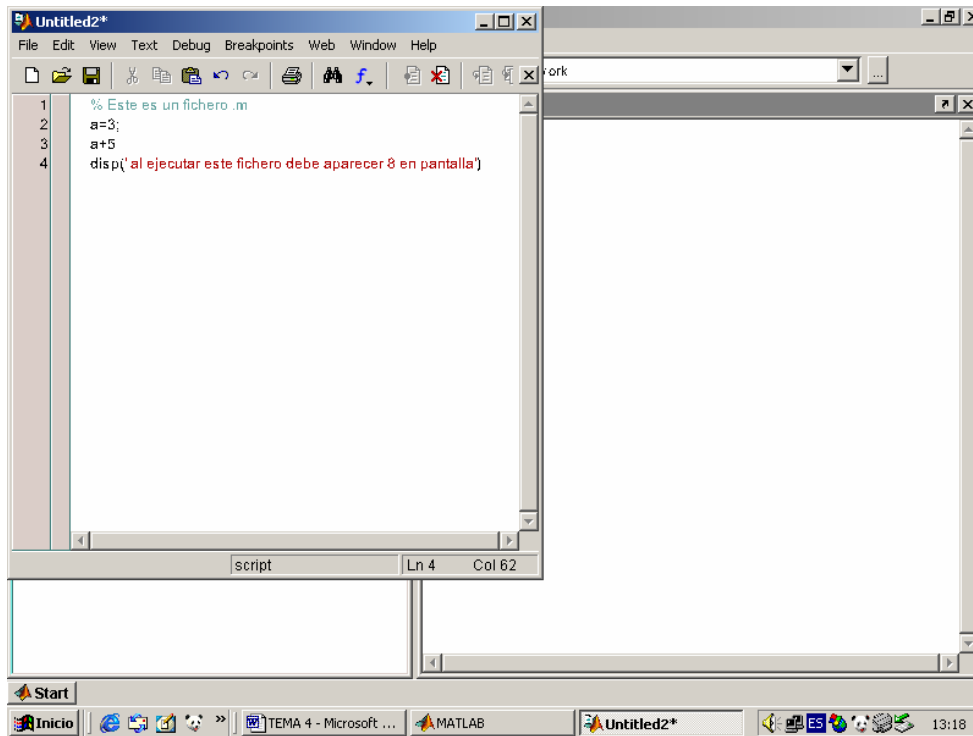 Untitled2*
File Edit View Text Debug Breakpoints Web Window Help
ork
...
1 % Este es un fichero .m
2 a=3;
3 a+5
4 disp(' al ejecutar este fichero debe aparecer 8 en pantalla')
script Ln 4 Col 62
Start
Inicio » TEMA 4 - Microsoft ... MATLAB Untitled2* ES 13:18